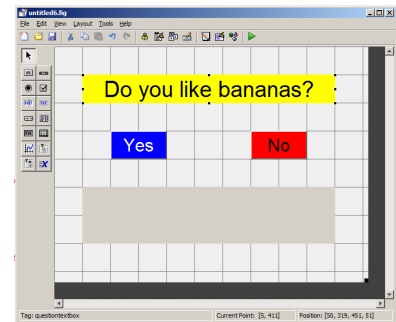 untitled6.fig
File Edit View Layout Tools Help
Do you like bananas?
Yes No
Tag: questiontextbox Current Point: [5, 411] Position: [50, 319, 451, 51]